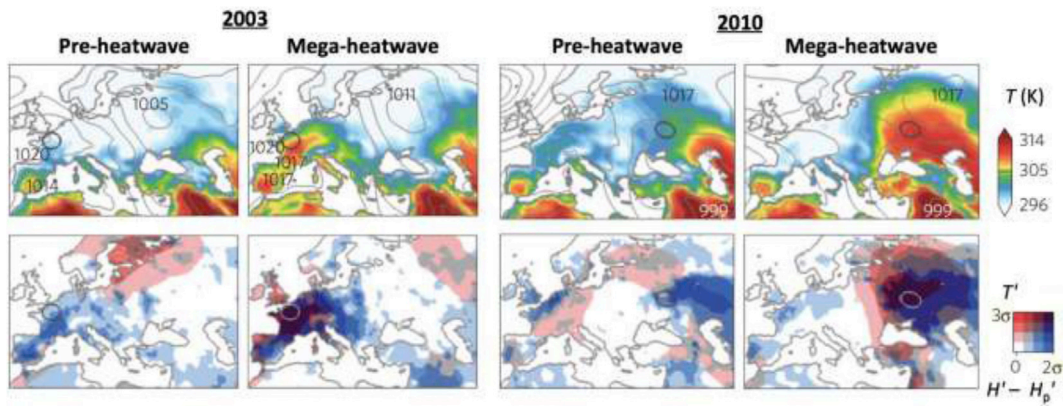 2003
2010
Pre-heatwave
Mega-heatwave
Pre-heatwave
Mega-heatwave
1005
1020
1014
1011
1020
1017
1017
1017
999
1017
999
T (K)
314
305
296
T'
3σ
0
2σ
H' – Hp'